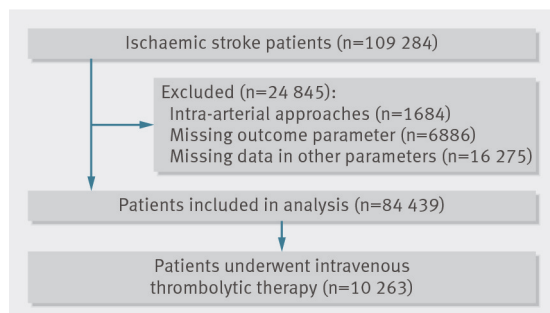 Ischaemic stroke patients (n=109 284)
Excluded (n=24 845):
Intra-arterial approaches (n=1684)
Missing outcome parameter (n=6886)
Missing data in other parameters (n=16 275)
Patients included in analysis (n=84 439)
Patients underwent intravenous
thrombolytic therapy (n=10 263)